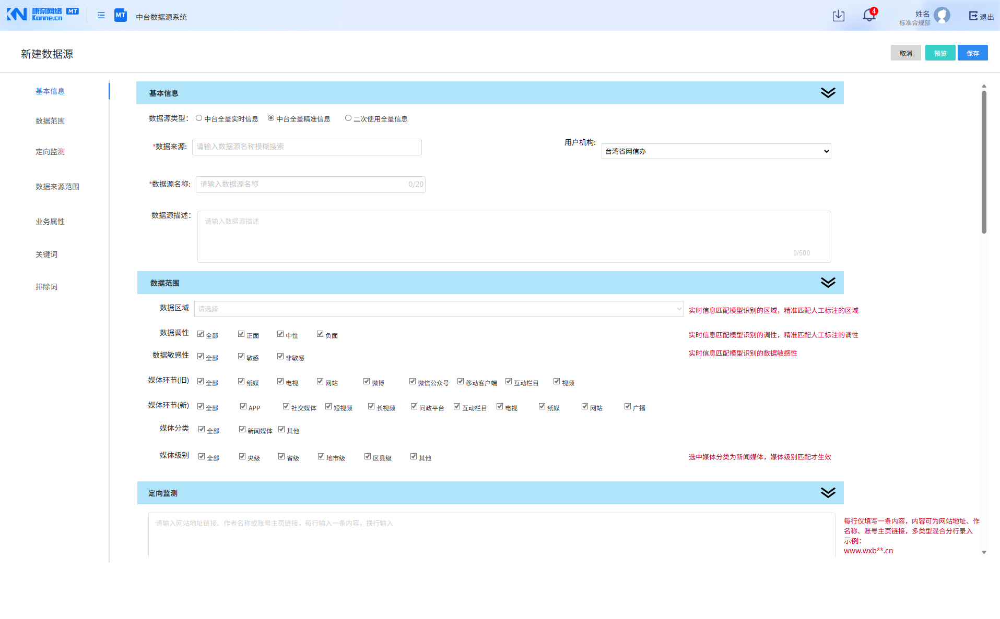 康奈网络 MT
Konne.cn
MT 中台数据源系统
4
姓名
标准合规部
退出
新建数据源
取消 预览 保存
基本信息
数据范围
定向监测
数据来源范围
业务属性
关键词
排除词
基本信息
数据源类型： 中台全量实时信息 中台全量精准信息 二次使用全量信息
*数据来源: 请输入数据源名称模糊搜索 用户机构: 台湾省网信办
*数据源名称: 请输入数据源名称 0/20
数据源描述： 请输入数据源描述
0/500
数据范围
数据区域 请选择 实时信息匹配模型识别的区域，精准匹配人工标注的区域
数据调性 全部 正面 中性 负面 实时信息匹配模型识别的调性，精准匹配人工标注的调性
数据敏感性 全部 敏感 非敏感 实时信息匹配模型识别的数据敏感性
媒体环节(旧) 全部 纸媒 电视 网站 微博 微信公众号 移动客户端 互动栏目 视频
媒体环节(新) 全部 APP 社交媒体 短视频 长视频 问政平台 互动栏目 电视 纸媒 网站 广播
媒体分类 全部 新闻媒体 其他
媒体级别 全部 央级 省级 地市级 区县级 其他 选中媒体分类为新闻媒体，媒体级别匹配才生效
定向监测
请输入网站地址链接、作者名称或账号主页链接，每行输入一条内容，换行输入
每行仅填写一条内容，内容可为网站地址、作
名称、账号主页链接，多类型混合分行录入
示例：
www.wxb**.cn